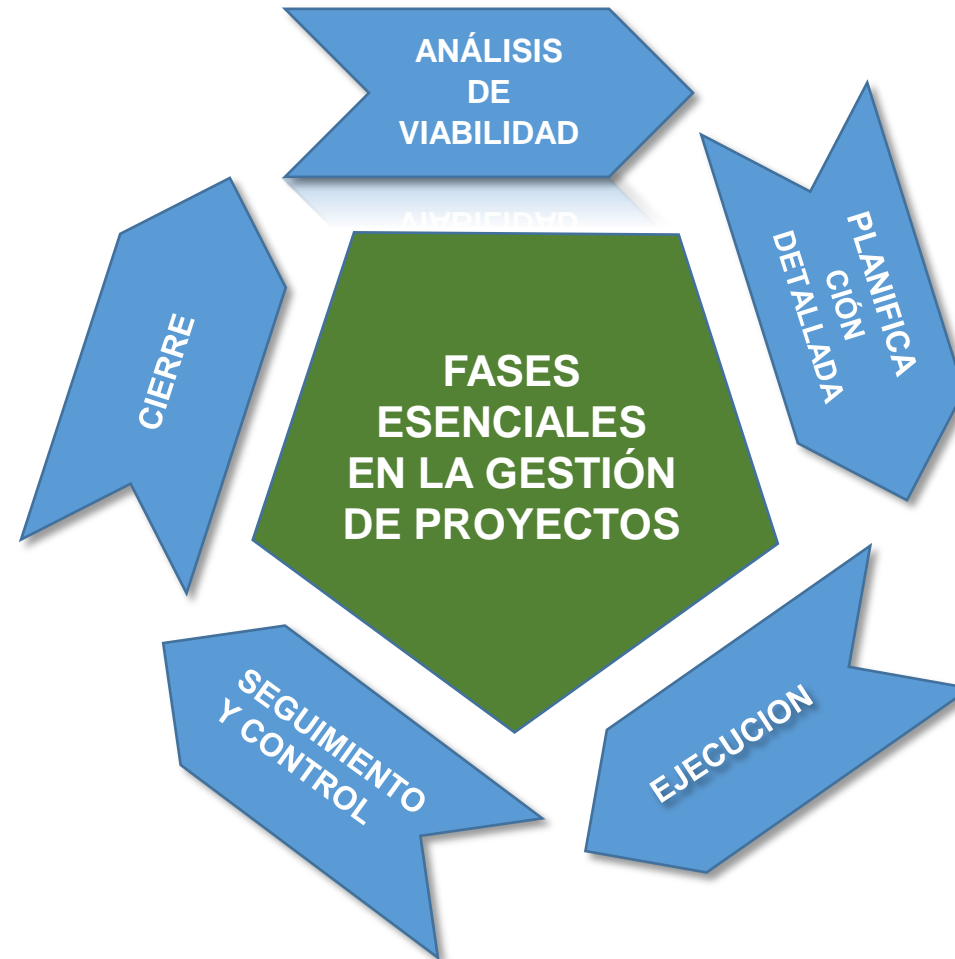 ANÁLISIS
DE
VIABILIDAD
PLANIFICA
CIÓN
DETALLADA
EJECUCION
SEGUIMIENTO
Y CONTROL
CIERRE
FASES
ESENCIALES
EN LA GESTIÓN
DE PROYECTOS